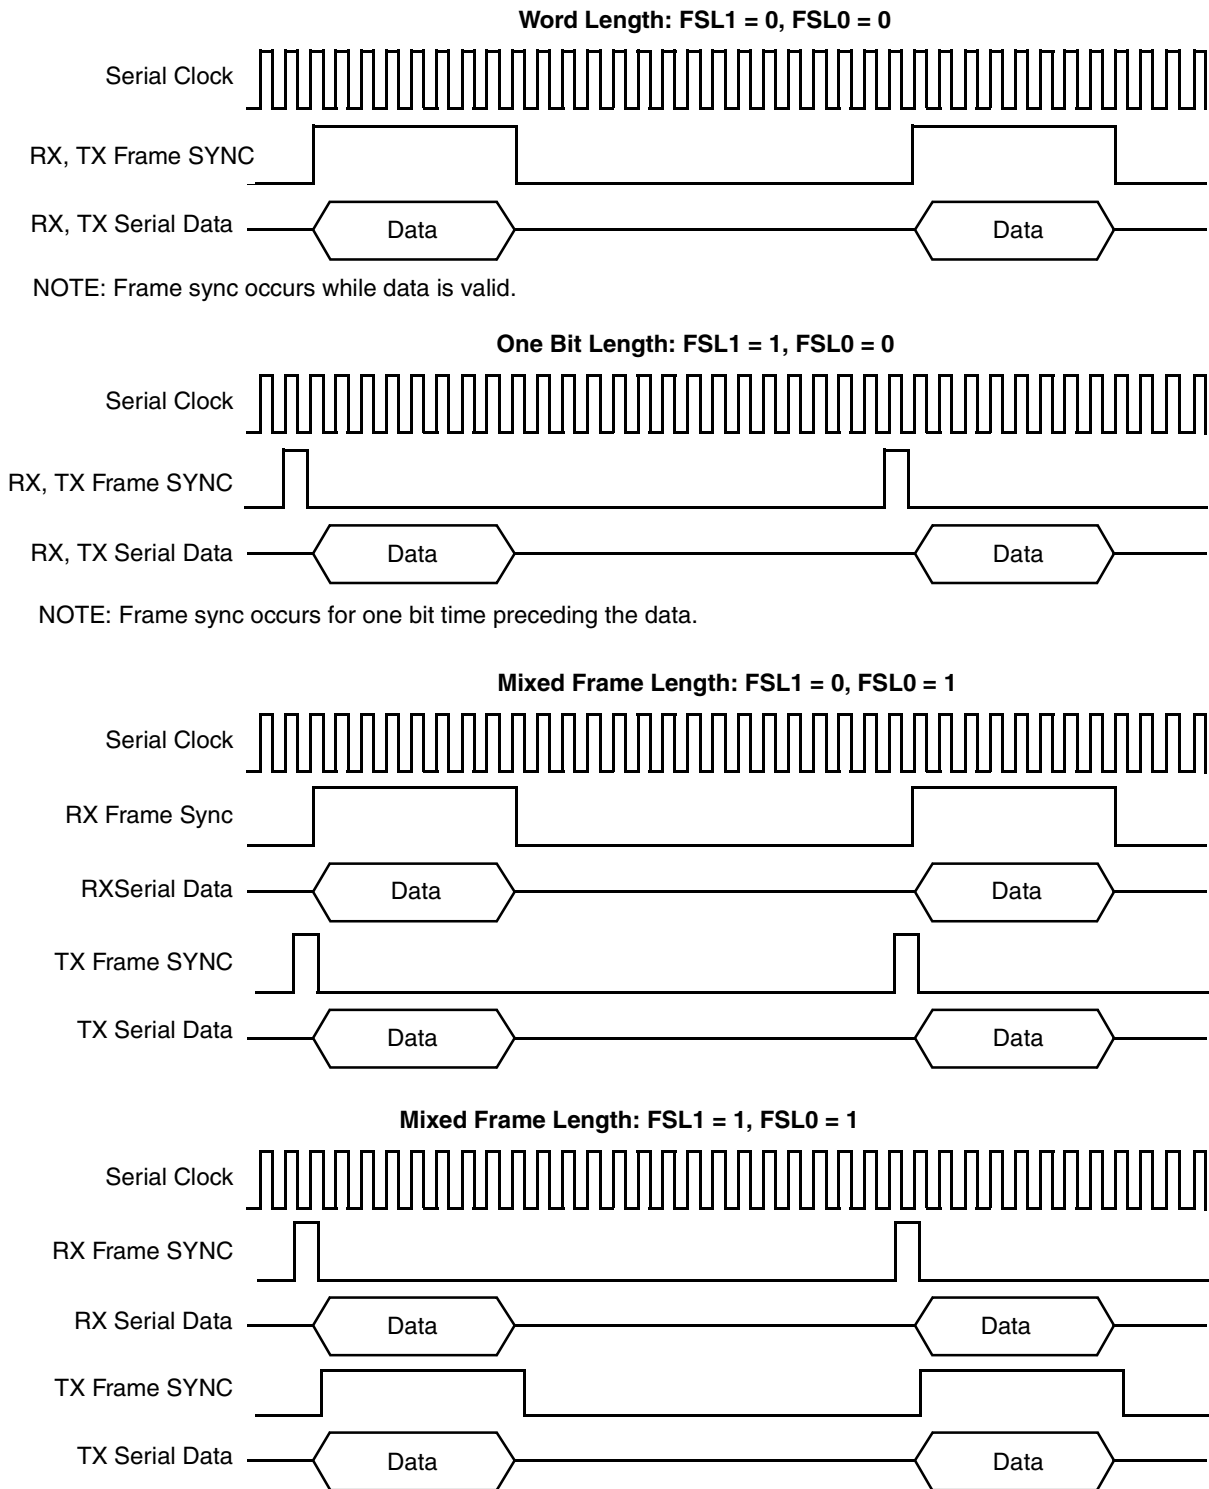 Word Length: FSL1 = 0, FSL0 = 0
Serial Clock
RX, TX Frame SYNC
RX, TX Serial Data
Data
Data
NOTE: Frame sync occurs while data is valid.
One Bit Length: FSL1 = 1, FSL0 = 0
Serial Clock
RX, TX Frame SYNC
RX, TX Serial Data
Data
Data
NOTE: Frame sync occurs for one bit time preceding the data.
Mixed Frame Length: FSL1 = 0, FSL0 = 1
Serial Clock
RX Frame Sync
RXSerial Data
Data
Data
TX Frame SYNC
TX Serial Data
Data
Data
Mixed Frame Length: FSL1 = 1, FSL0 = 1
Serial Clock
RX Frame SYNC
RX Serial Data
Data
Data
TX Frame SYNC
TX Serial Data
Data
Data